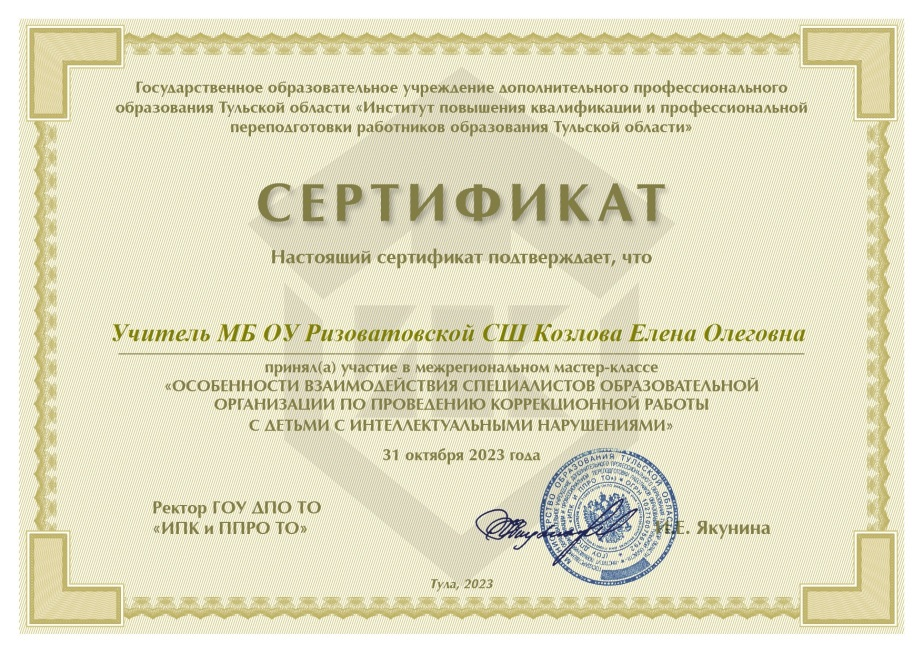 Государственное образовательное учреждение дополнительного профессионального
образования Тульской области «Институт повышения квалификации и профессиональной
переподготовки работников образования Тульской области»
СЕРТИФИКАТ
Настоящий сертификат подтверждает, что
Учитель МБ ОУ Ризоватовской СШ Козлова Елена Олеговна
принял(а) участие в межрегиональном мастер-классе
«ОСОБЕННОСТИ ВЗАИМОДЕЙСТВИЯ СПЕЦИАЛИСТОВ ОБРАЗОВАТЕЛЬНОЙ
ОРГАНИЗАЦИИ ПО ПРОВЕДЕНИЮ КОРРЕКЦИОННОЙ РАБОТЫ
С ДЕТЬМИ С ИНТЕЛЛЕКТУАЛЬНЫМИ НАРУШЕНИЯМИ»
31 октября 2023 года
Ректор ГОУ ДПО ТО
«ИПК и ППРО ТО»
И.Е. Якунина
МИНИСТЕРСТВО ОБРАЗОВАНИЯ ТУЛЬСКОЙ
Тула, 2023